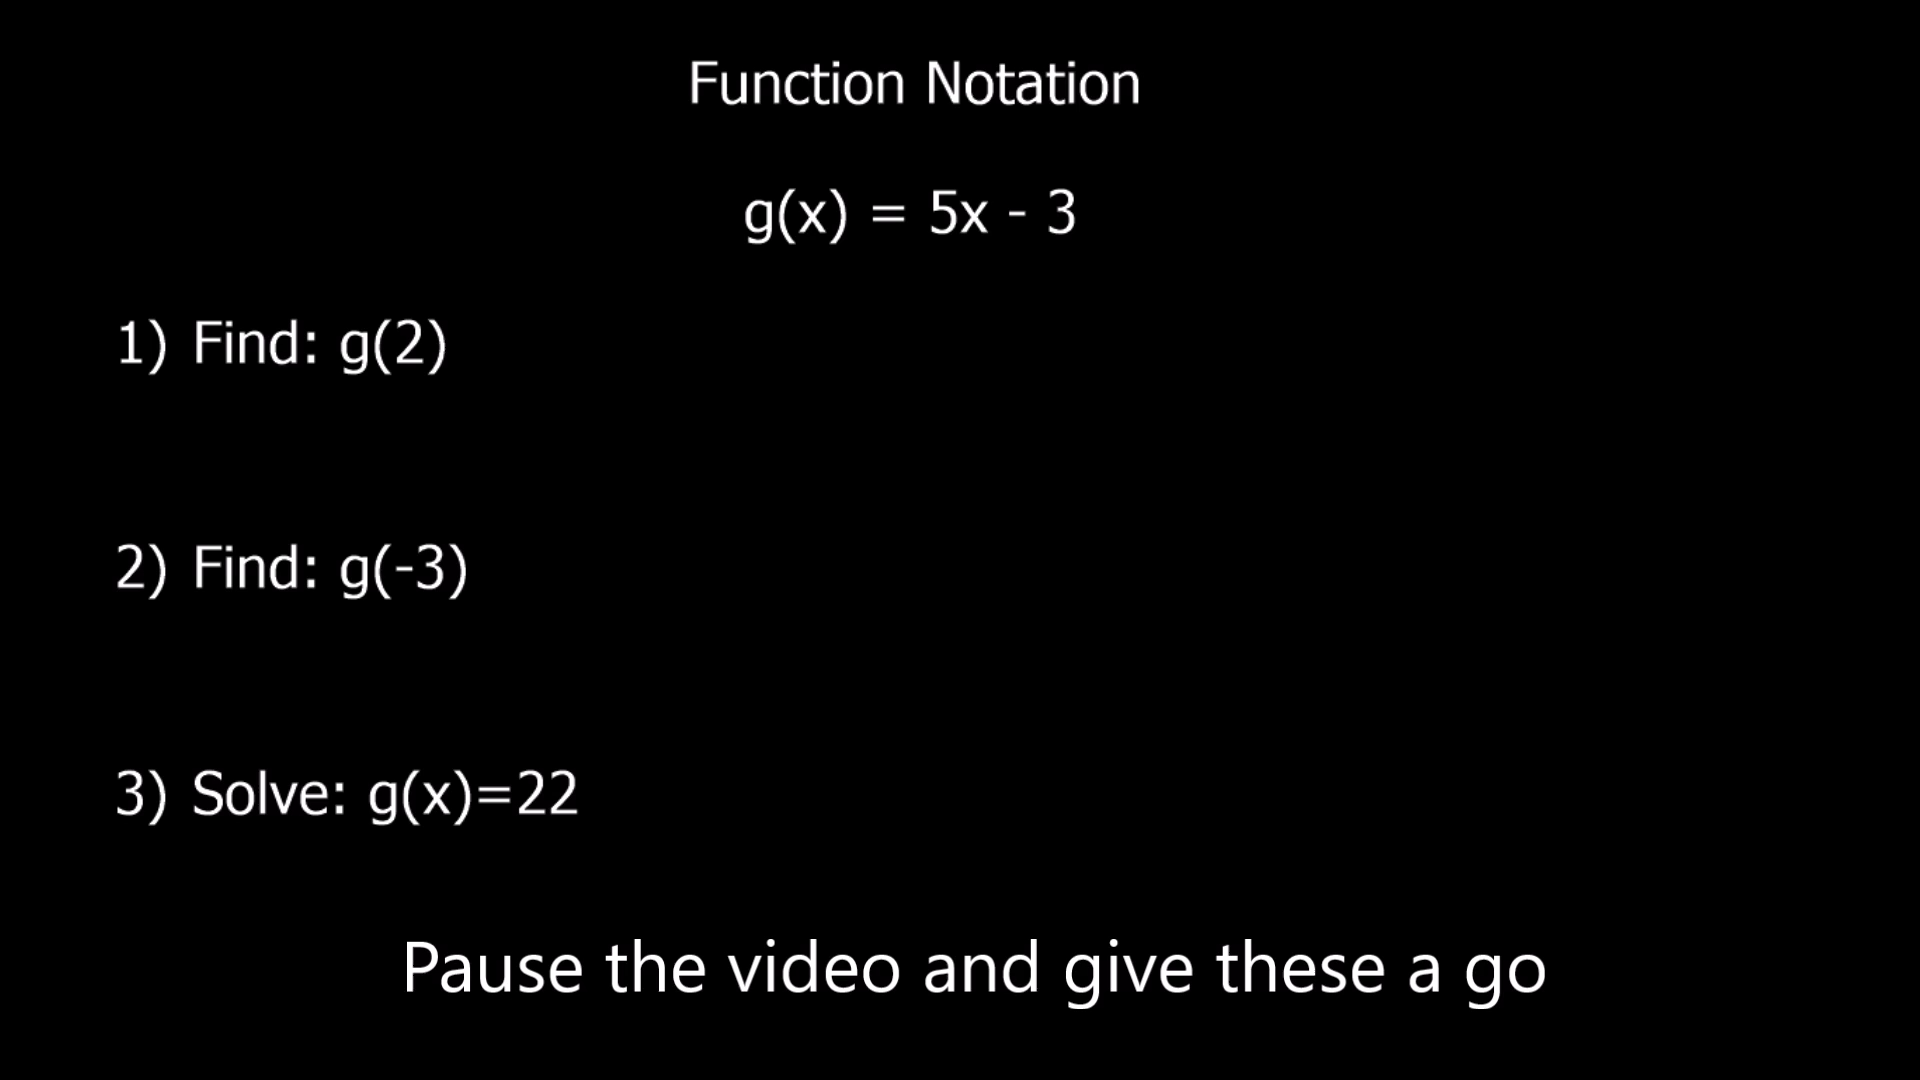 Function Notation
g(x) = 5x - 3
1) Find: g(2)
2) Find: g(-3)
3) Solve: g(x)=22
Pause the video and give these a go